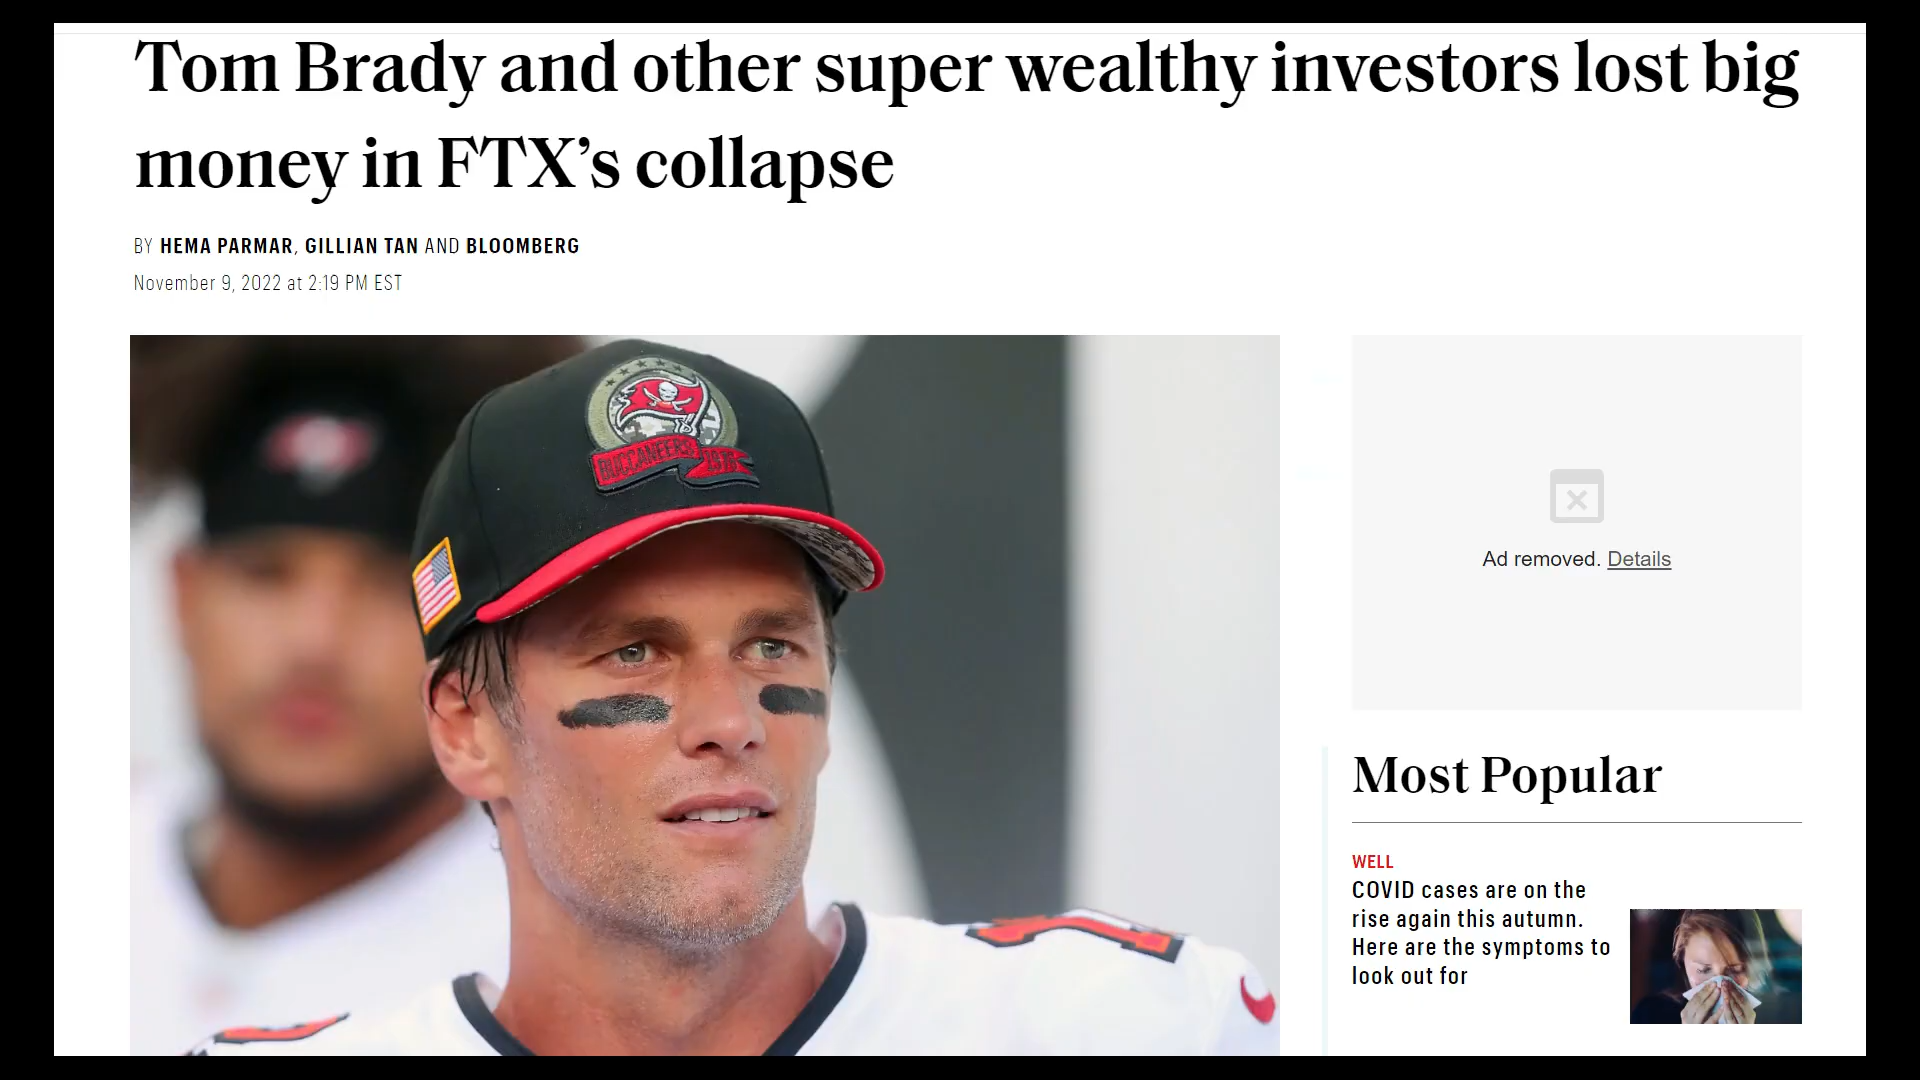 Tom Brady and other super wealthy investors lost big
money in FTX’s collapse
BY HEMA PARMAR, GILLIAN TAN AND BLOOMBERG
November 9, 2022 at 2:19 PM EST
BUCCANEERS 1976
Ad removed. Details
Most Popular
WELL
COVID cases are on the
rise again this autumn.
Here are the symptoms to
look out for